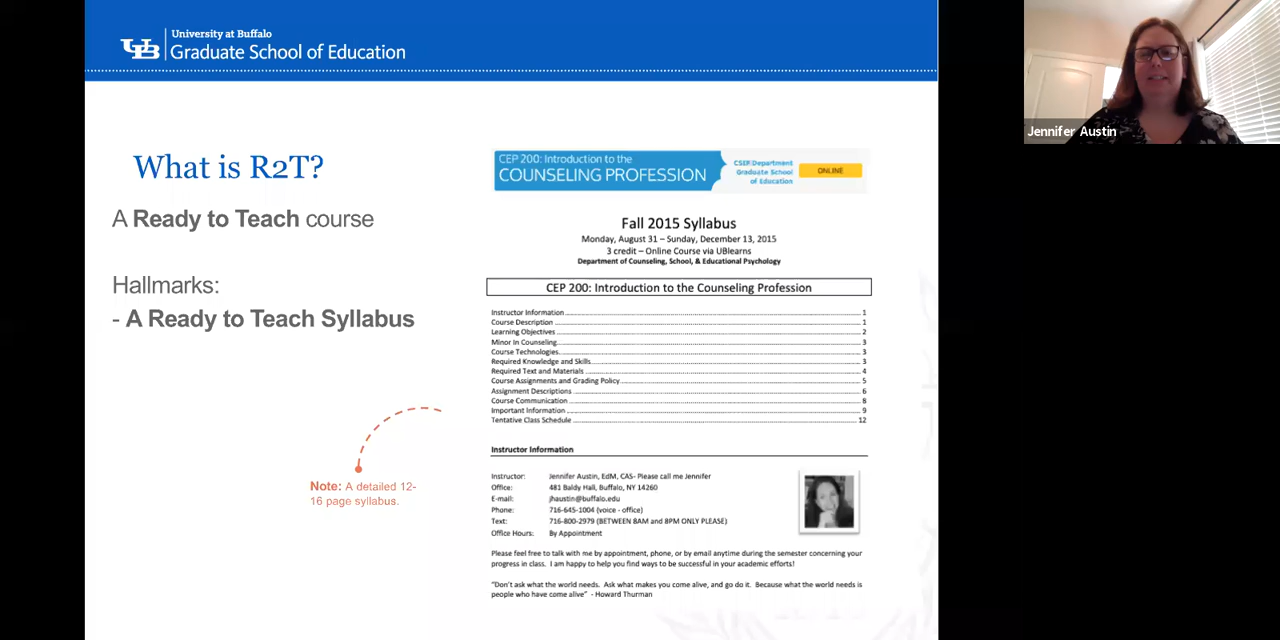 University at Buffalo
UB Graduate School of Education
Jennifer Austin
What is R2T?
A Ready to Teach course
Hallmarks:
- A Ready to Teach Syllabus
Note: A detailed 12-
16 page syllabus.
CEP 200: Introduction to the
COUNSELING PROFESSION
CSEP/Department
Graduate School
of Education
ONLINE
Fall 2015 Syllabus
Monday, August 31 – Sunday, December 13, 2015
3 credit – Online Course via UBlearns
Department of Counseling, School, & Educational Psychology
CEP 200: Introduction to the Counseling Profession
Instructor Information 1
Course Description 1
Learning Objectives 2
Minor In Counseling 3
Course Technologies 3
Required Knowledge and Skills 3
Required Text and Materials 4
Course Assignments and Grading Policy 5
Assignment Descriptions 6
Course Communication 8
Important Information 9
Tentative Class Schedule 12
Instructor Information
Instructor: Jennifer Austin, EdM, CAS- Please call me Jennifer
Office: 481 Baldy Hall, Buffalo, NY 14260
E-mail: jhaustin@buffalo.edu
Phone: 716-645-1004 (voice - office)
Text: 716-800-2979 (BETWEEN 8AM and 8PM ONLY PLEASE)
Office Hours: By Appointment
Please feel free to talk with me by appointment, phone, or by email anytime during the semester concerning your
progress in class. I am happy to help you find ways to be successful in your academic efforts!
"Don't ask what the world needs. Ask what makes you come alive, and go do it. Because what the world needs is
people who have come alive" - Howard Thurman